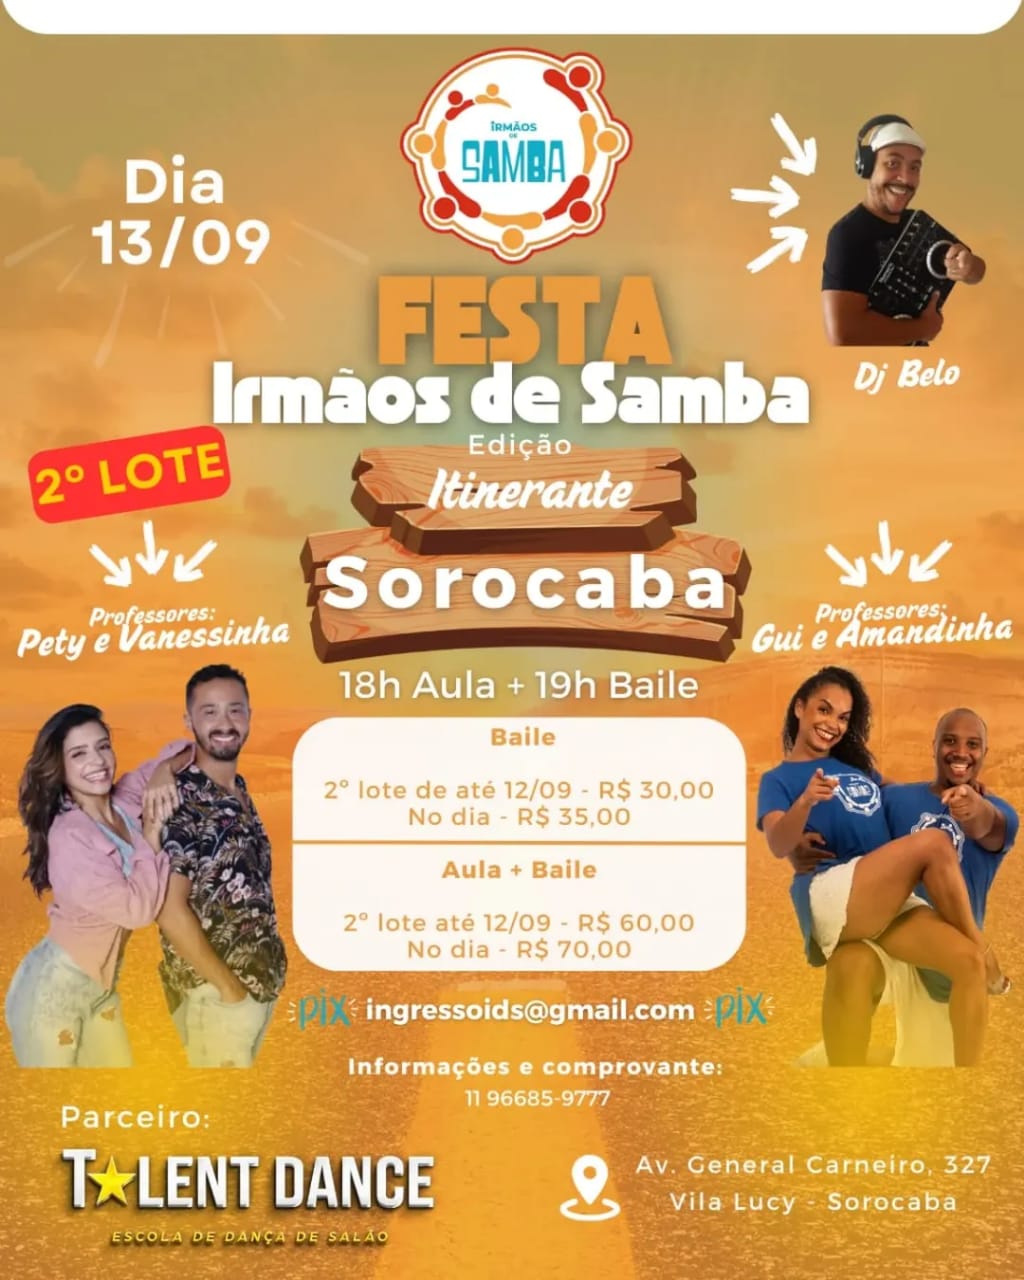 IRMÃOS
DE
SAMBA
Dia
13/09
FESTA
Irmãos de Samba
Dj Belo
Edição
Itinerante
2º LOTE
Sorocaba
Professores:
Pety e Vanessinha
Professores:
Gui e Amandinha
18h Aula + 19h Baile
Baile
2º lote de até 12/09 - R$ 30,00
No dia - R$ 35,00
Aula + Baile
2º lote até 12/09 - R$ 60,00
No dia - R$ 70,00
pix ingressoids@gmail.com pix
Informações e comprovante:
11 96685-9777
Parceiro:
TALENT DANCE
ESCOLA DE DANÇA DE SALÃO
Av. General Carneiro, 327
Vila Lucy - Sorocaba